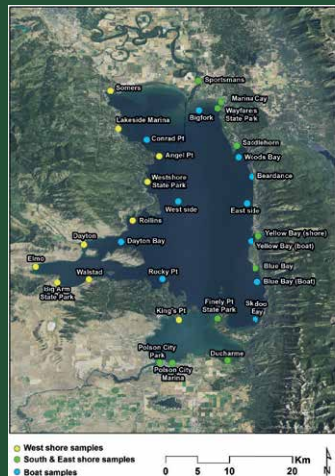 Sportsmans
Somers
Manna Cay
Wayfares
State Park
Bigfork
Lakeside Marina
Conrad Pt
Saddlehorn
Woods Bay
Angel Pt
Beardance
Westshore
State Park
West side
East side
Rollins
Yellow Bay (shore)
Yellow Bay (boat)
Dayton
Dayton Bay
Elmo
Blue Bay
Walstad
Rocky Pt
Blue Bay (Boat)
Big Arm
State Park
King's Pt
Finely Pt
State Park
Bay
Polson City
Park
Ducharme
Polson City
Marina
West shore samples
South & East shore samples
Boat samples
0 5 10 20
Km
N